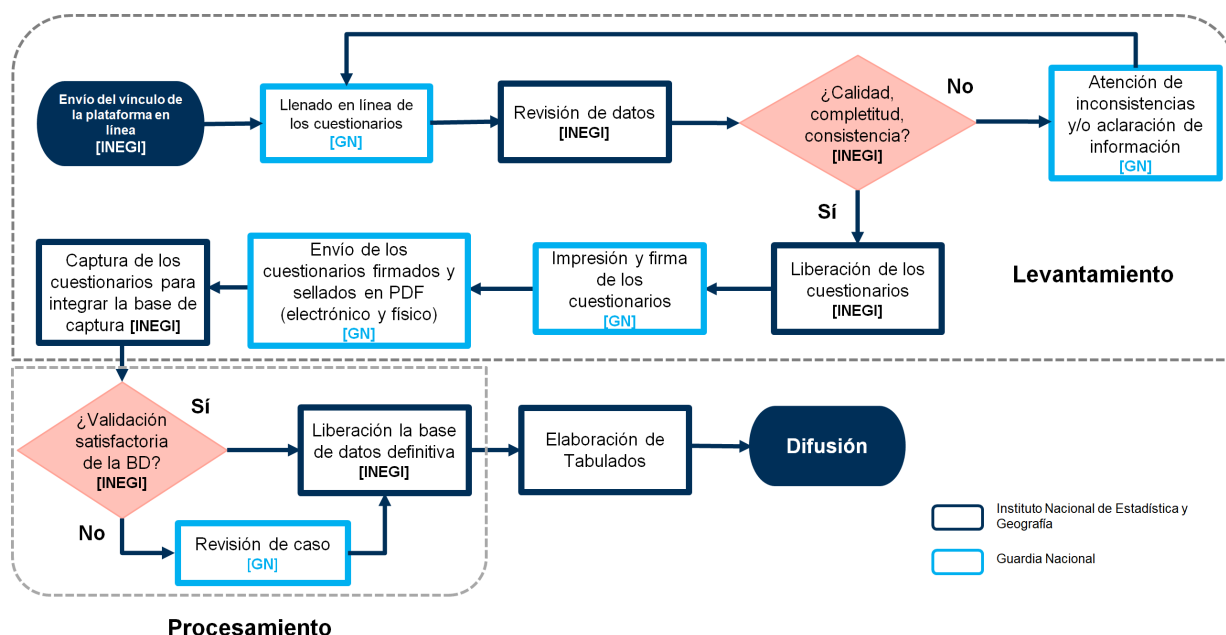 Envío del vínculo de
la plataforma en
línea
[INEGI]
Llenado en línea de
los cuestionarios
[GN]
Revisión de datos
[INEGI]
¿Calidad,
completitud,
consistencia?
[INEGI]
No
Atención de
inconsistencias
y/o aclaración de
información
[GN]
Sí
Captura de los
cuestionarios para
integrar la base de
captura [INEGI]
Envío de los
cuestionarios firmados y
sellados en PDF
(electrónico y físico)
[GN]
Impresión y firma
de los
cuestionarios
[GN]
Liberación de los
cuestionarios
[INEGI]
Levantamiento
¿Validación
satisfactoria
de la BD?
[INEGI]
Sí
Liberación la base
de datos definitiva
[INEGI]
Elaboración de
Tabulados
Difusión
No
Revisión de caso
[GN]
Instituto Nacional de Estadística y
Geografía
Guardia Nacional
Procesamiento